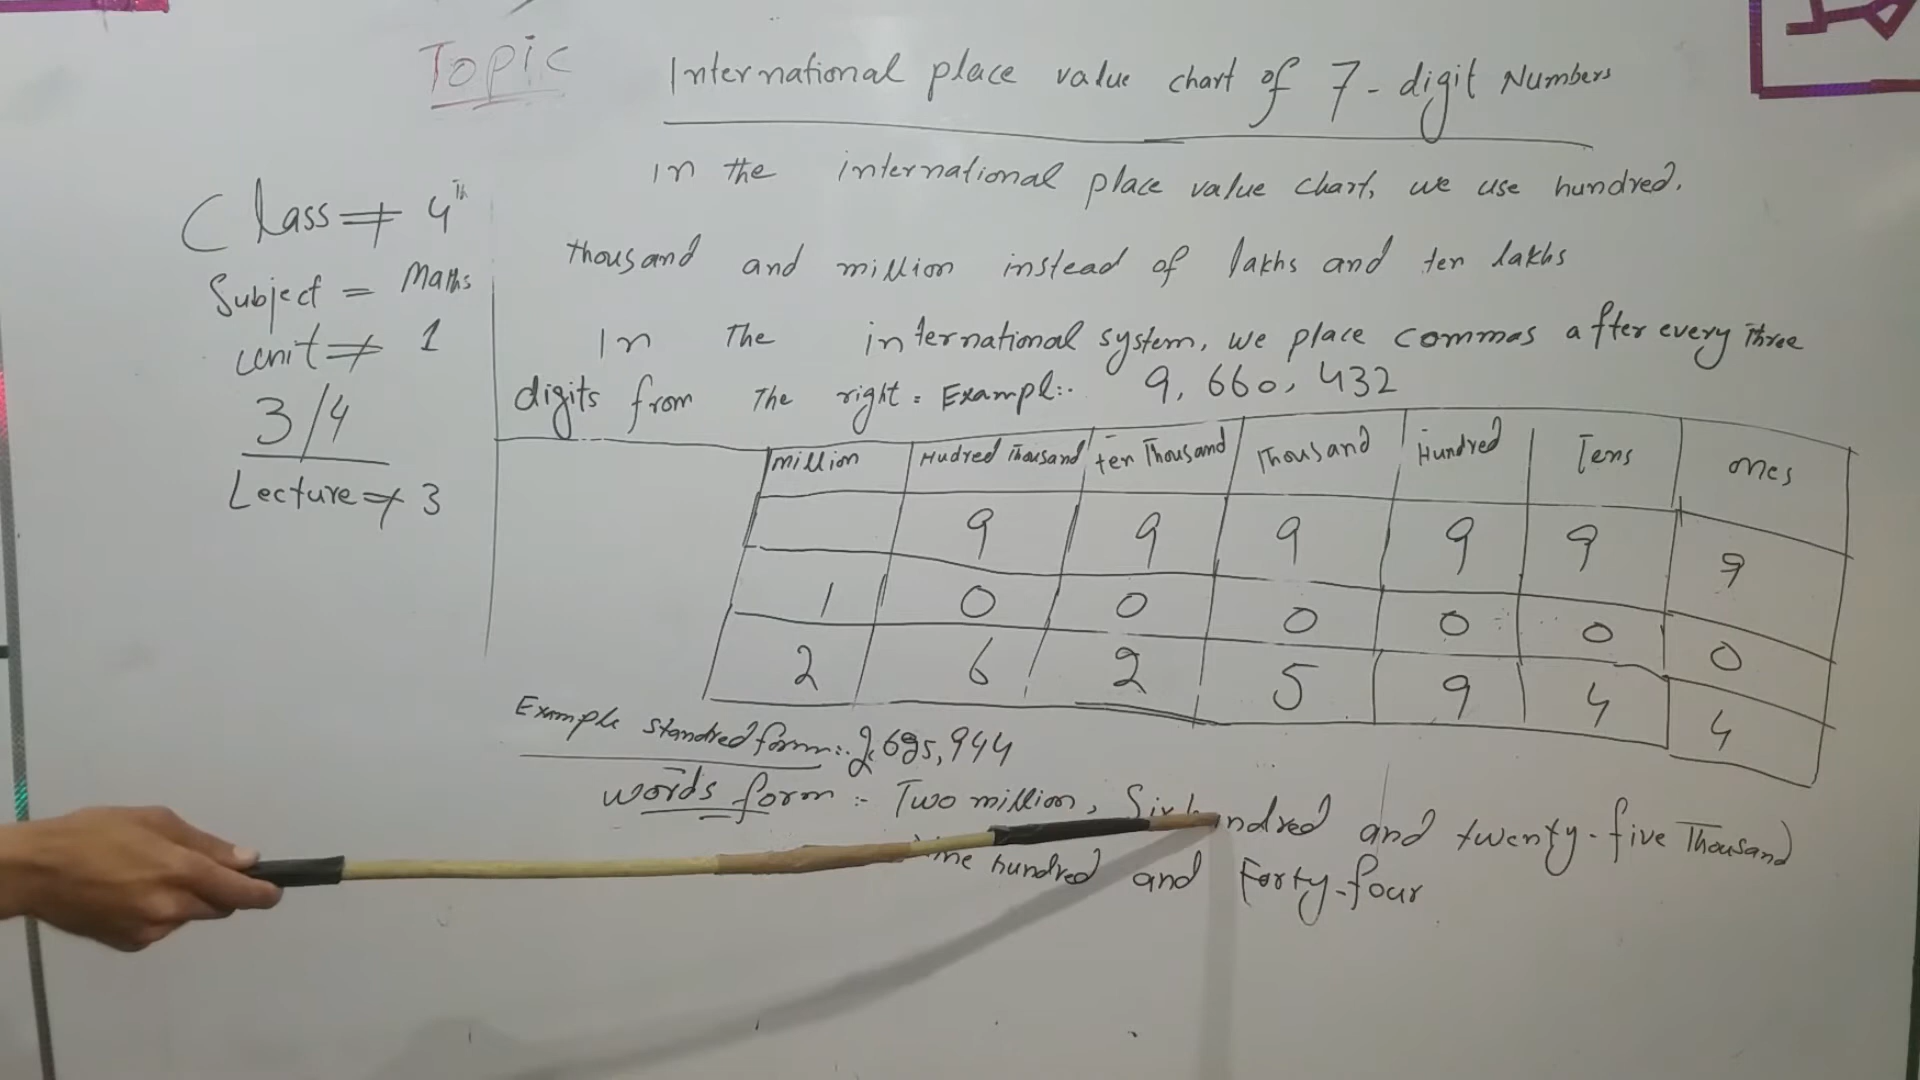 Topic International place value chart of 7-digit Numbers
in the international place value chart, we use hundred,
thousand and million instead of lakhs and ten lakhs
In The international system, we place commas after every Three
digits from The right. Example:. 9,660,432
Class = 4th
Subject = Maths
unit = 1
3/4
Lecture = 3
million Hudred Thousand ten Thousand Thousand Hundred Tens ones
9 9 9 9 9 9
1 0 0 0 0 0 0
2 6 2 5 9 4 4
Example standred form:. 2,625,944
words form:- Two million, Six hundred and twenty-five Thousand
hundred and Forty-four